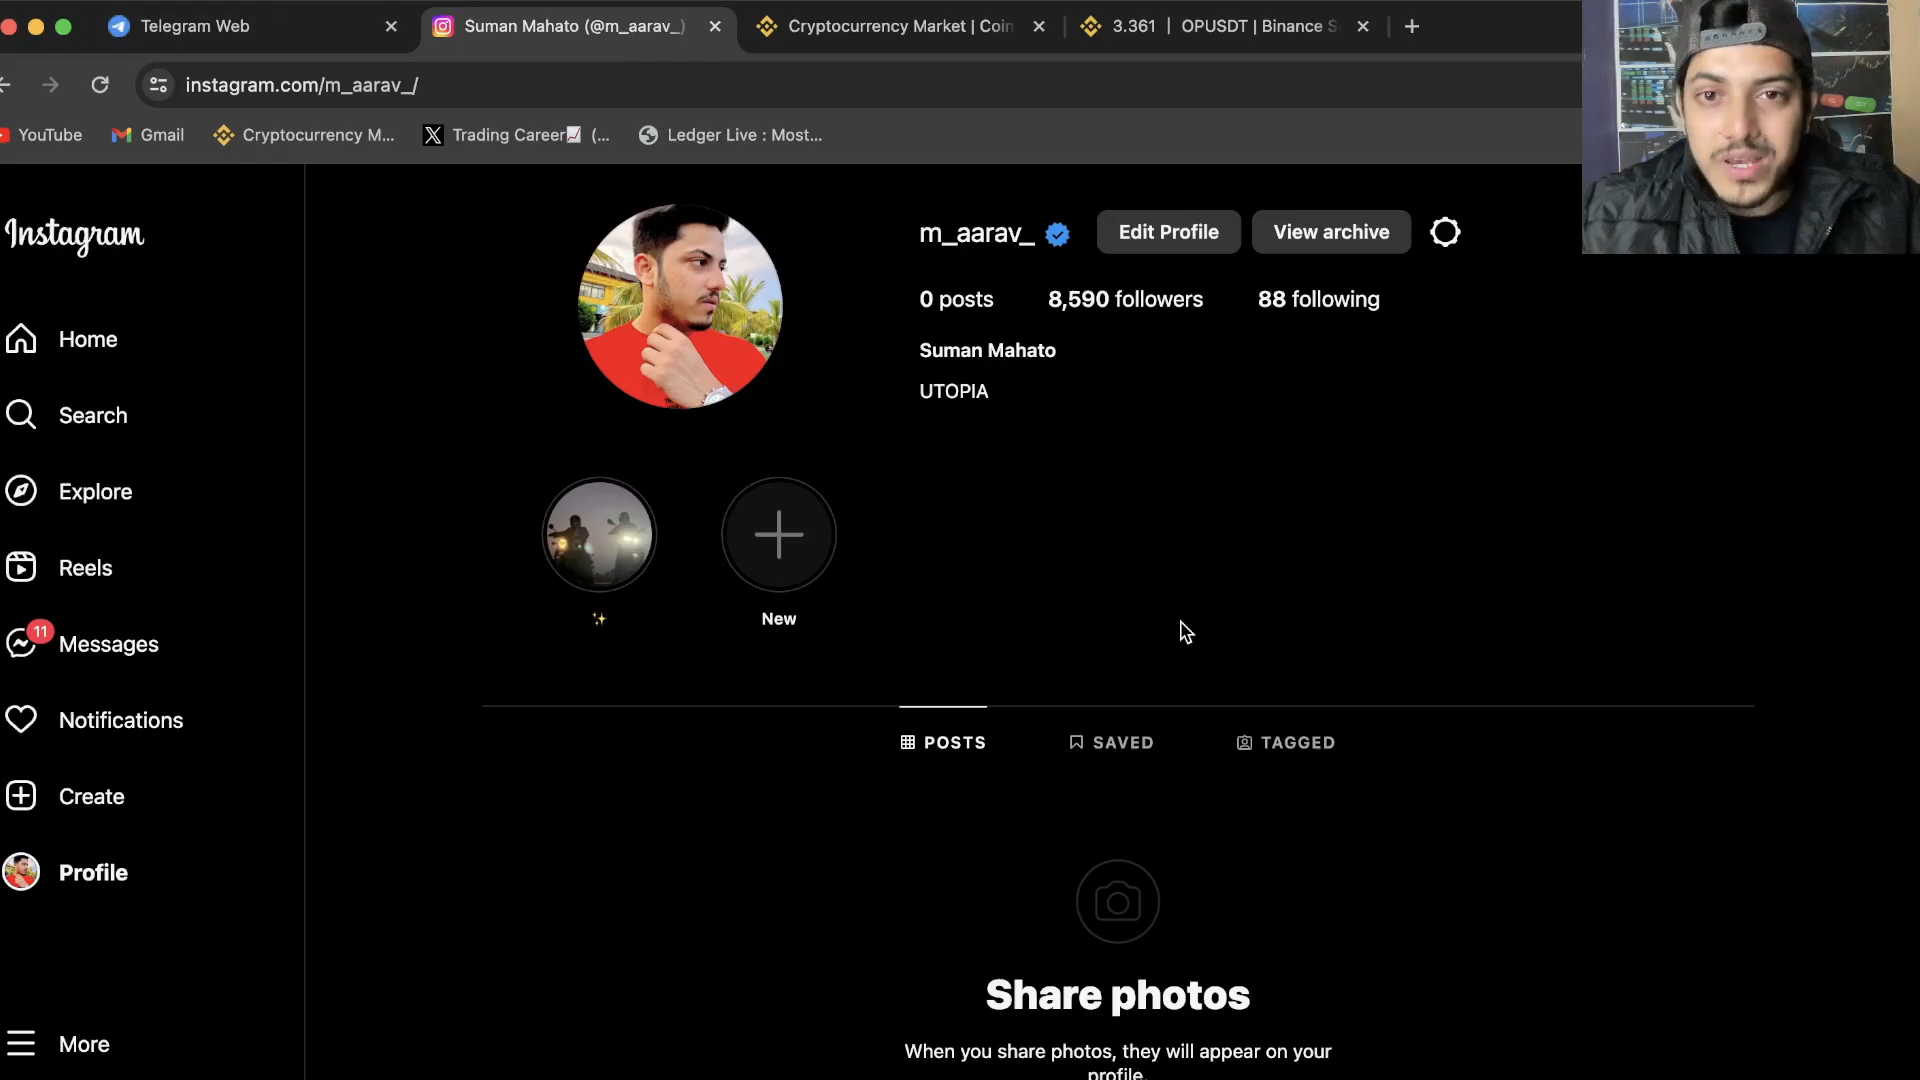 Telegram Web
Suman Mahato (@m_aarav_)
Cryptocurrency Market | Coin
3.361 | OPUSDT | Binance S
instagram.com/m_aarav_/
YouTube
Gmail
Cryptocurrency M...
Trading Career📈 (...
Ledger Live : Most...
Instagram
m_aarav_
Edit Profile
View archive
0 posts
8,590 followers
88 following
Suman Mahato
UTOPIA
Home
Search
Explore
Reels
11
Messages
Notifications
Create
Profile
More
✨
New
POSTS
SAVED
TAGGED
Share photos
When you share photos, they will appear on your
profile.